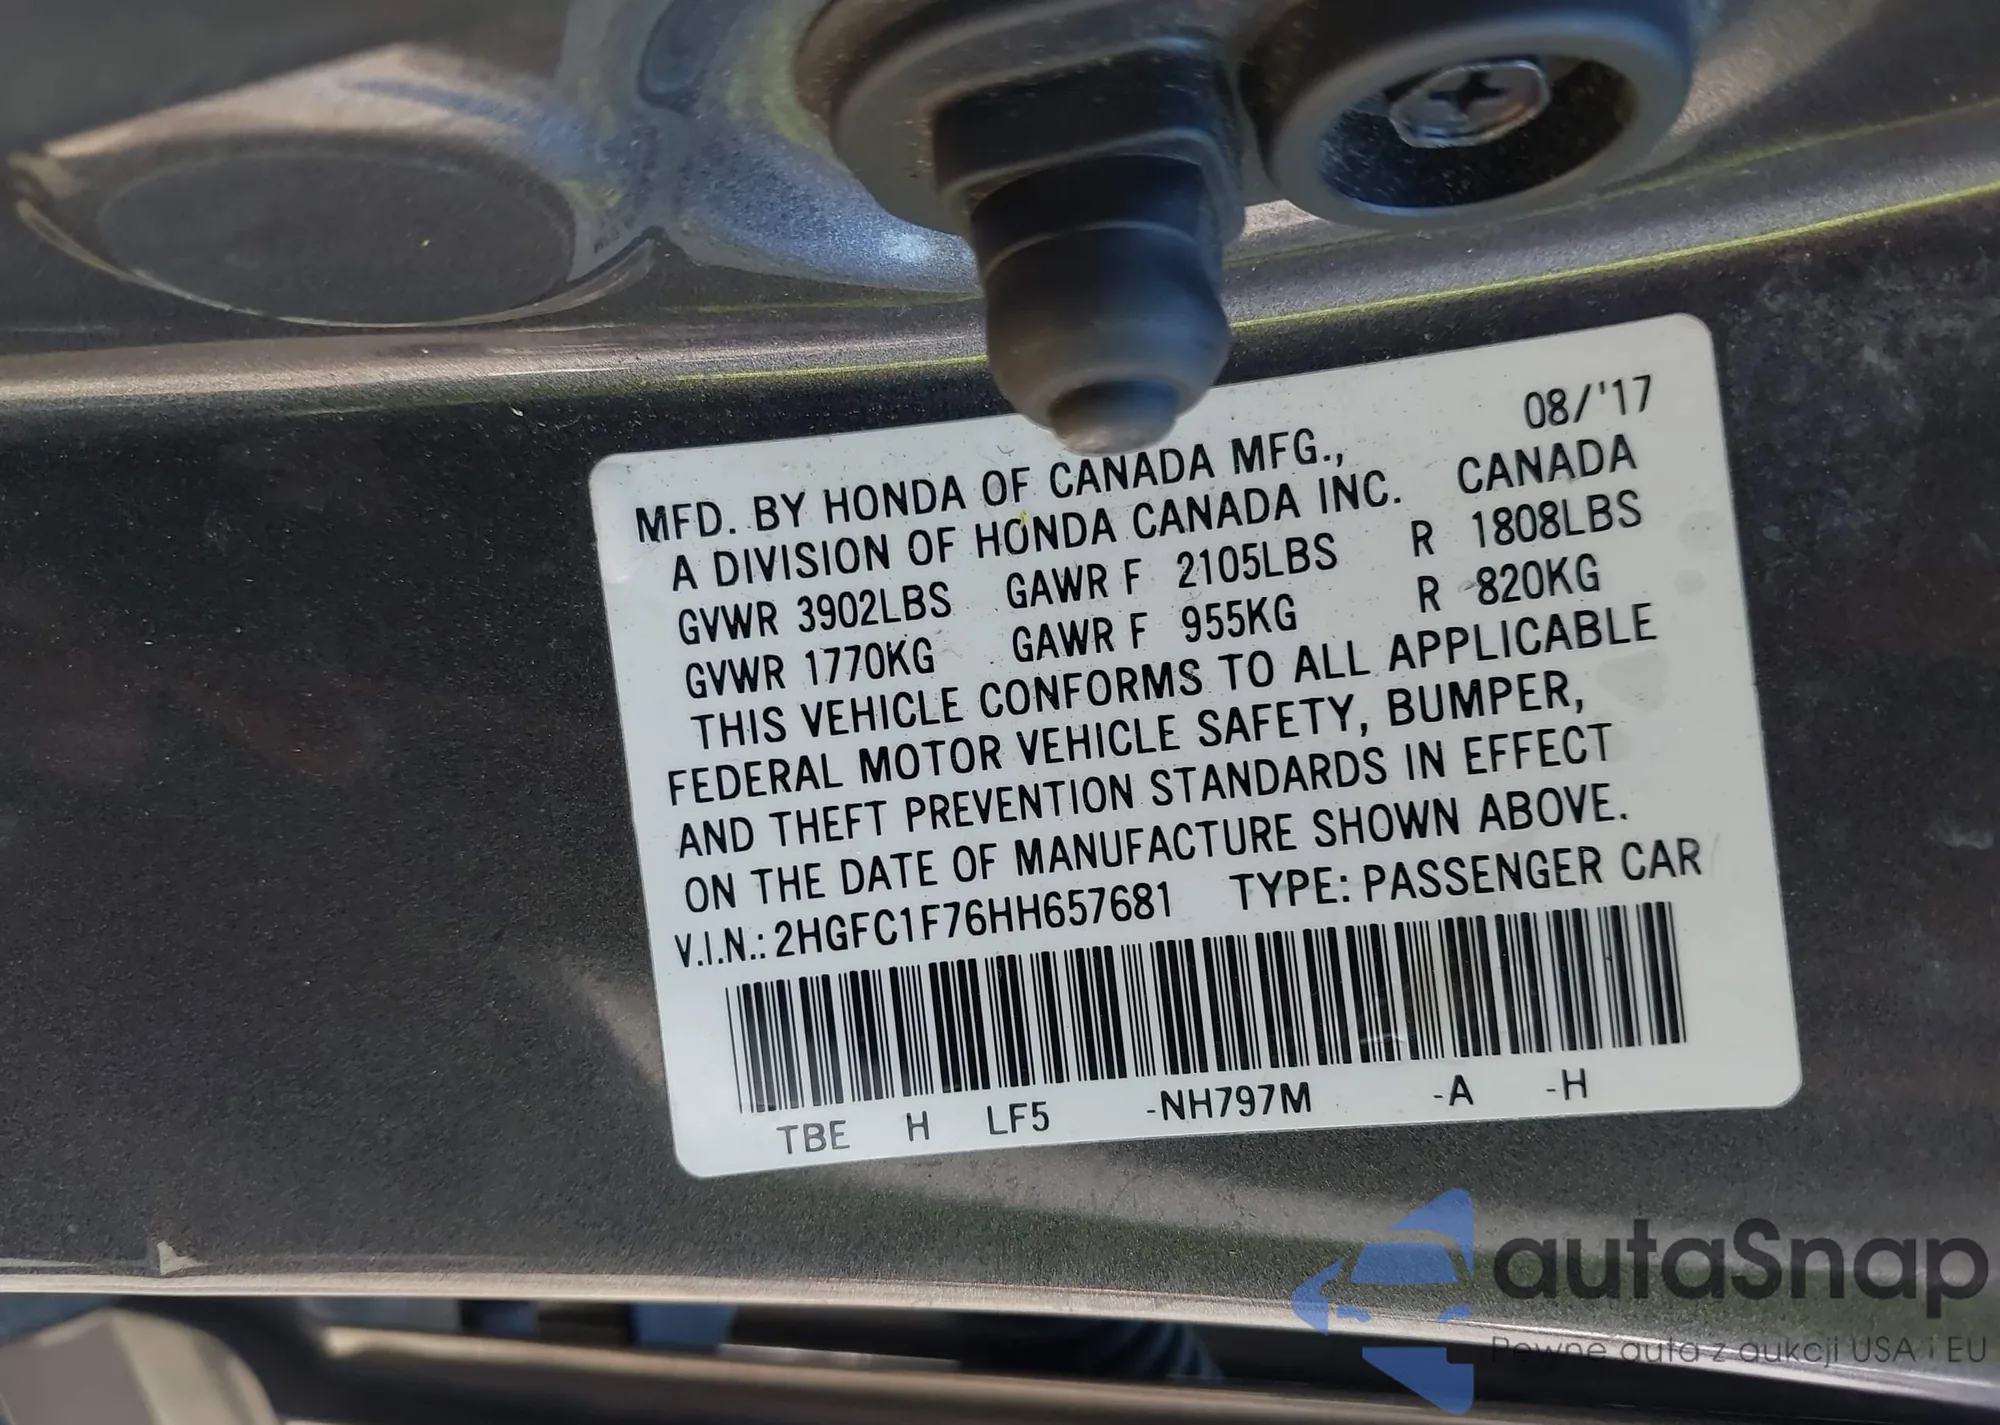 08/'17
MFD. BY HONDA OF CANADA MFG.,
A DIVISION OF HONDA CANADA INC. CANADA
GVWR 3902LBS GAWR F 2105LBS R 1808LBS
GVWR 1770KG GAWR F 955KG R 820KG
THIS VEHICLE CONFORMS TO ALL APPLICABLE
FEDERAL MOTOR VEHICLE SAFETY, BUMPER,
AND THEFT PREVENTION STANDARDS IN EFFECT
ON THE DATE OF MANUFACTURE SHOWN ABOVE.
V.I.N.: 2HGFC1F76HH657681 TYPE: PASSENGER CAR
TBE H LF5 -NH797M -A -H
autaSnap
Pewne auta z aukcji USA i EU